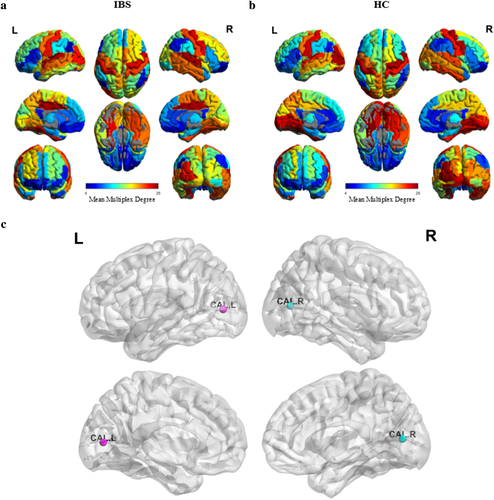 a IBS
L R
4 25
Mean Multiplex Degree
b HC
L R
4 25
Mean Multiplex Degree
c
L R
CAL.L CAL.R
CAL.L CAL.R